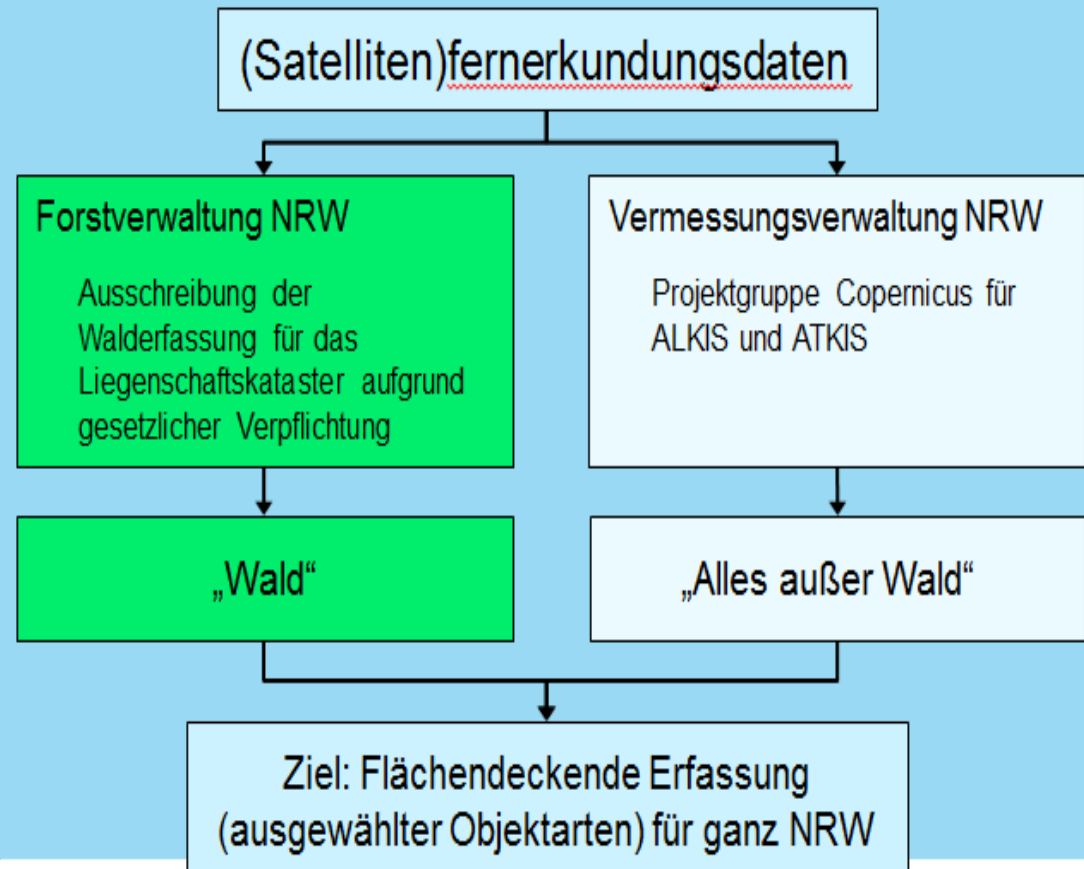 (Satelliten)fernerkundungsdaten
Forstverwaltung NRW
Ausschreibung der
Walderfassung für das
Liegenschaftskataster aufgrund
gesetzlicher Verpflichtung
Vermessungsverwaltung NRW
Projektgruppe Copernicus für
ALKIS und ATKIS
„Wald“
„Alles außer Wald“
Ziel: Flächendeckende Erfassung
(ausgewählter Objektarten) für ganz NRW